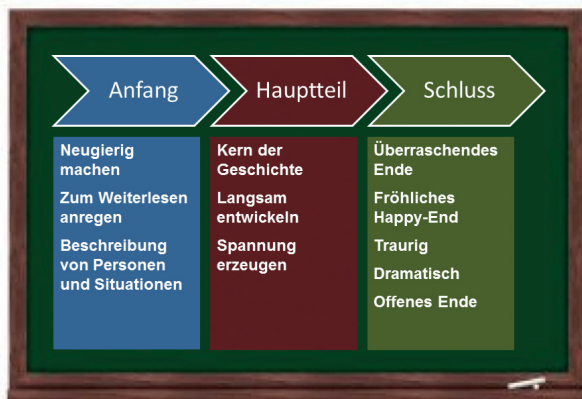 Anfang
Hauptteil
Schluss
Neugierig
machen
Zum Weiterlesen
anregen
Beschreibung
von Personen
und Situationen
Kern der
Geschichte
Langsam
entwickeln
Spannung
erzeugen
Überraschendes
Ende
Fröhliches
Happy-End
Traurig
Dramatisch
Offenes Ende